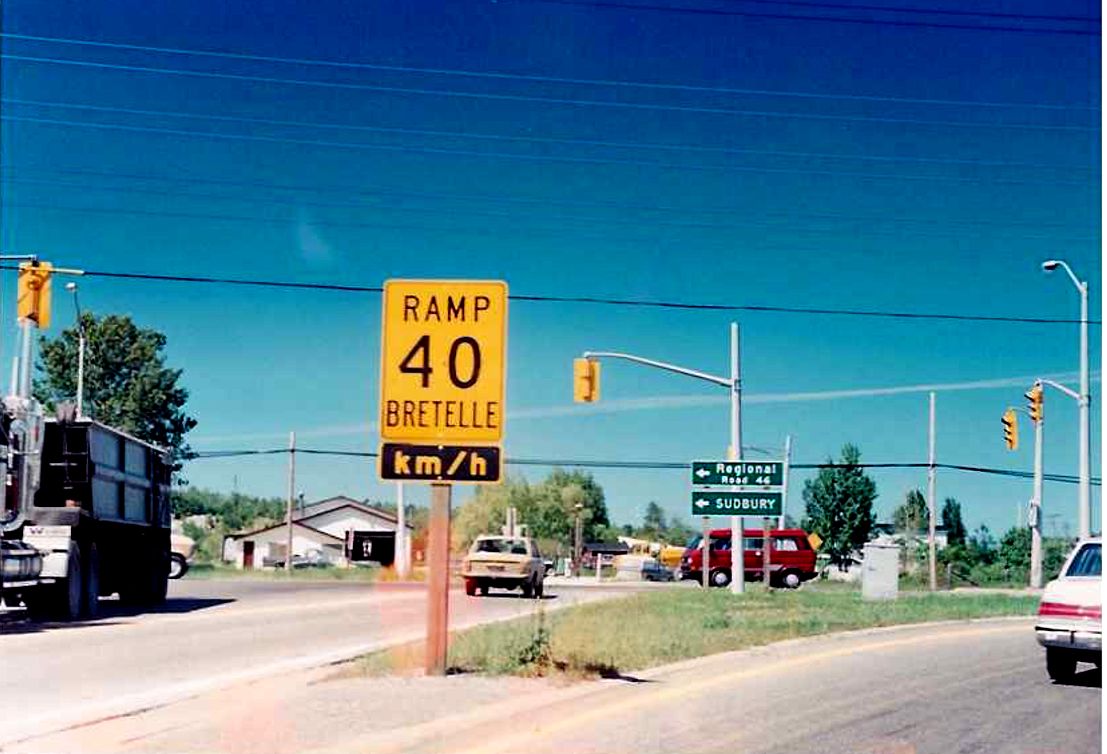 RAMP
40
BRETELLE
km/h
← Regional
Road 46
← SUDBURY